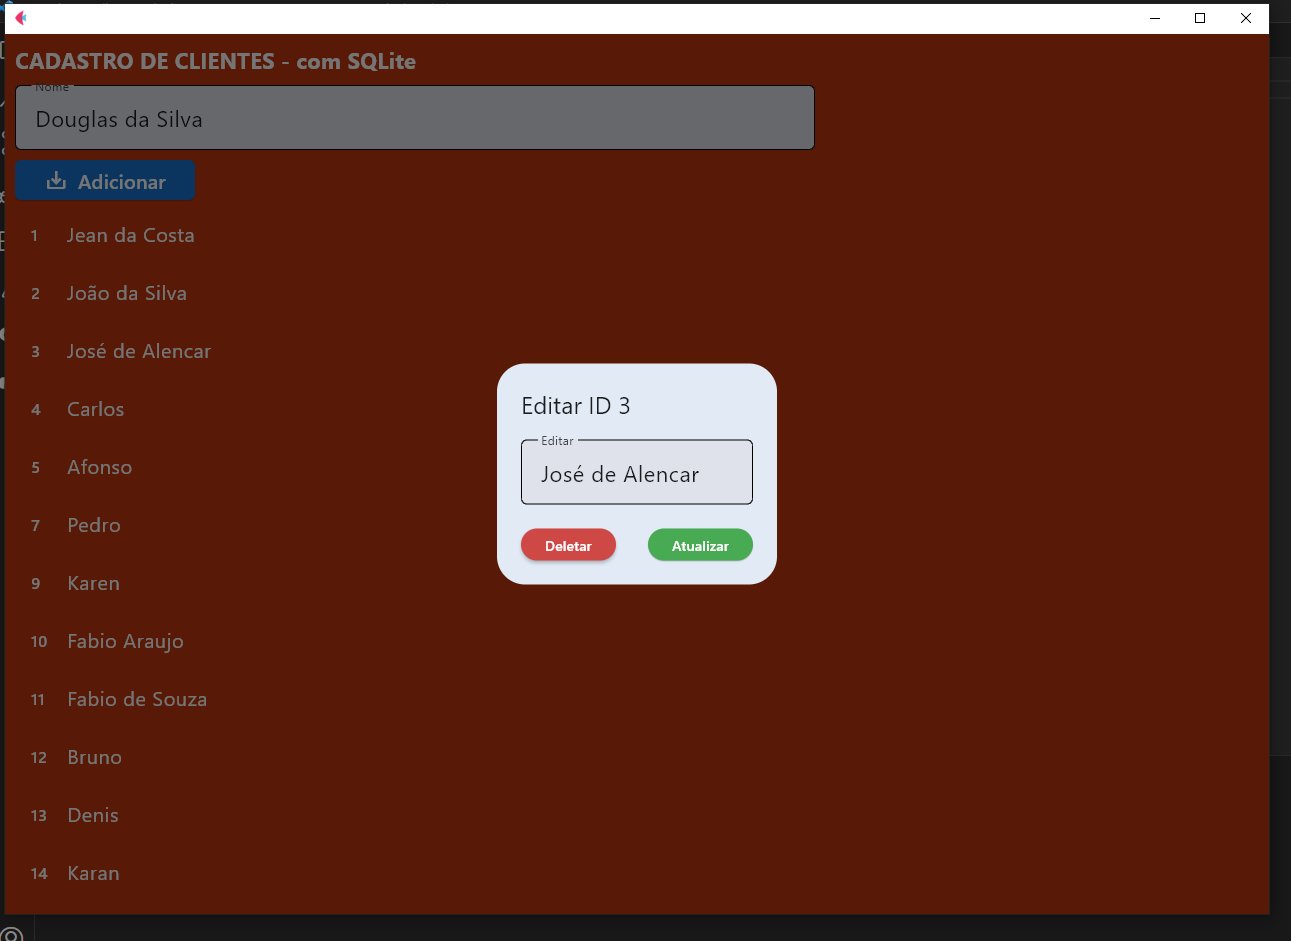 CADASTRO DE CLIENTES - com SQLite
Nome
Douglas da Silva
Adicionar
1 Jean da Costa
2 João da Silva
3 José de Alencar
4 Carlos
5 Afonso
7 Pedro
9 Karen
10 Fabio Araujo
11 Fabio de Souza
12 Bruno
13 Denis
14 Karan
Editar ID 3
Editar
José de Alencar
Deletar Atualizar